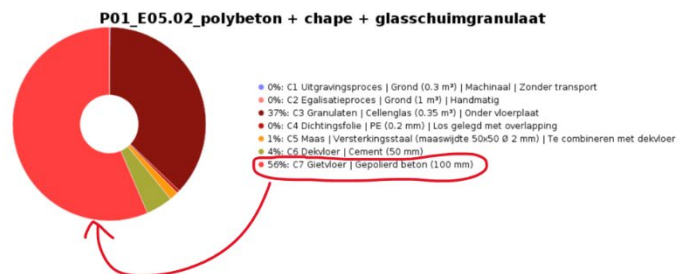 P01_E05.02_polybeton + chape + glasschuimgranulaat
0%: C1 Uitgravingsproces | Grond (0.3 m³) | Machinaal | Zonder transport
0%: C2 Egalisatieproces | Grond (1 m³) | Handmatig
37%: C3 Granulaten | Cellenglas (0.35 m³) | Onder vloerplaat
0%: C4 Dichtingsfolie | PE (0.2 mm) | Los gelegd met overlapping
1%: C5 Maas | Versterkingsstaal (maaswijdte 50x50 Ø 2 mm) | Te combineren met dekvloer
4%: C6 Dekvloer | Cement (50 mm)
56%: C7 Gietvloer | Gepolierd beton (100 mm)